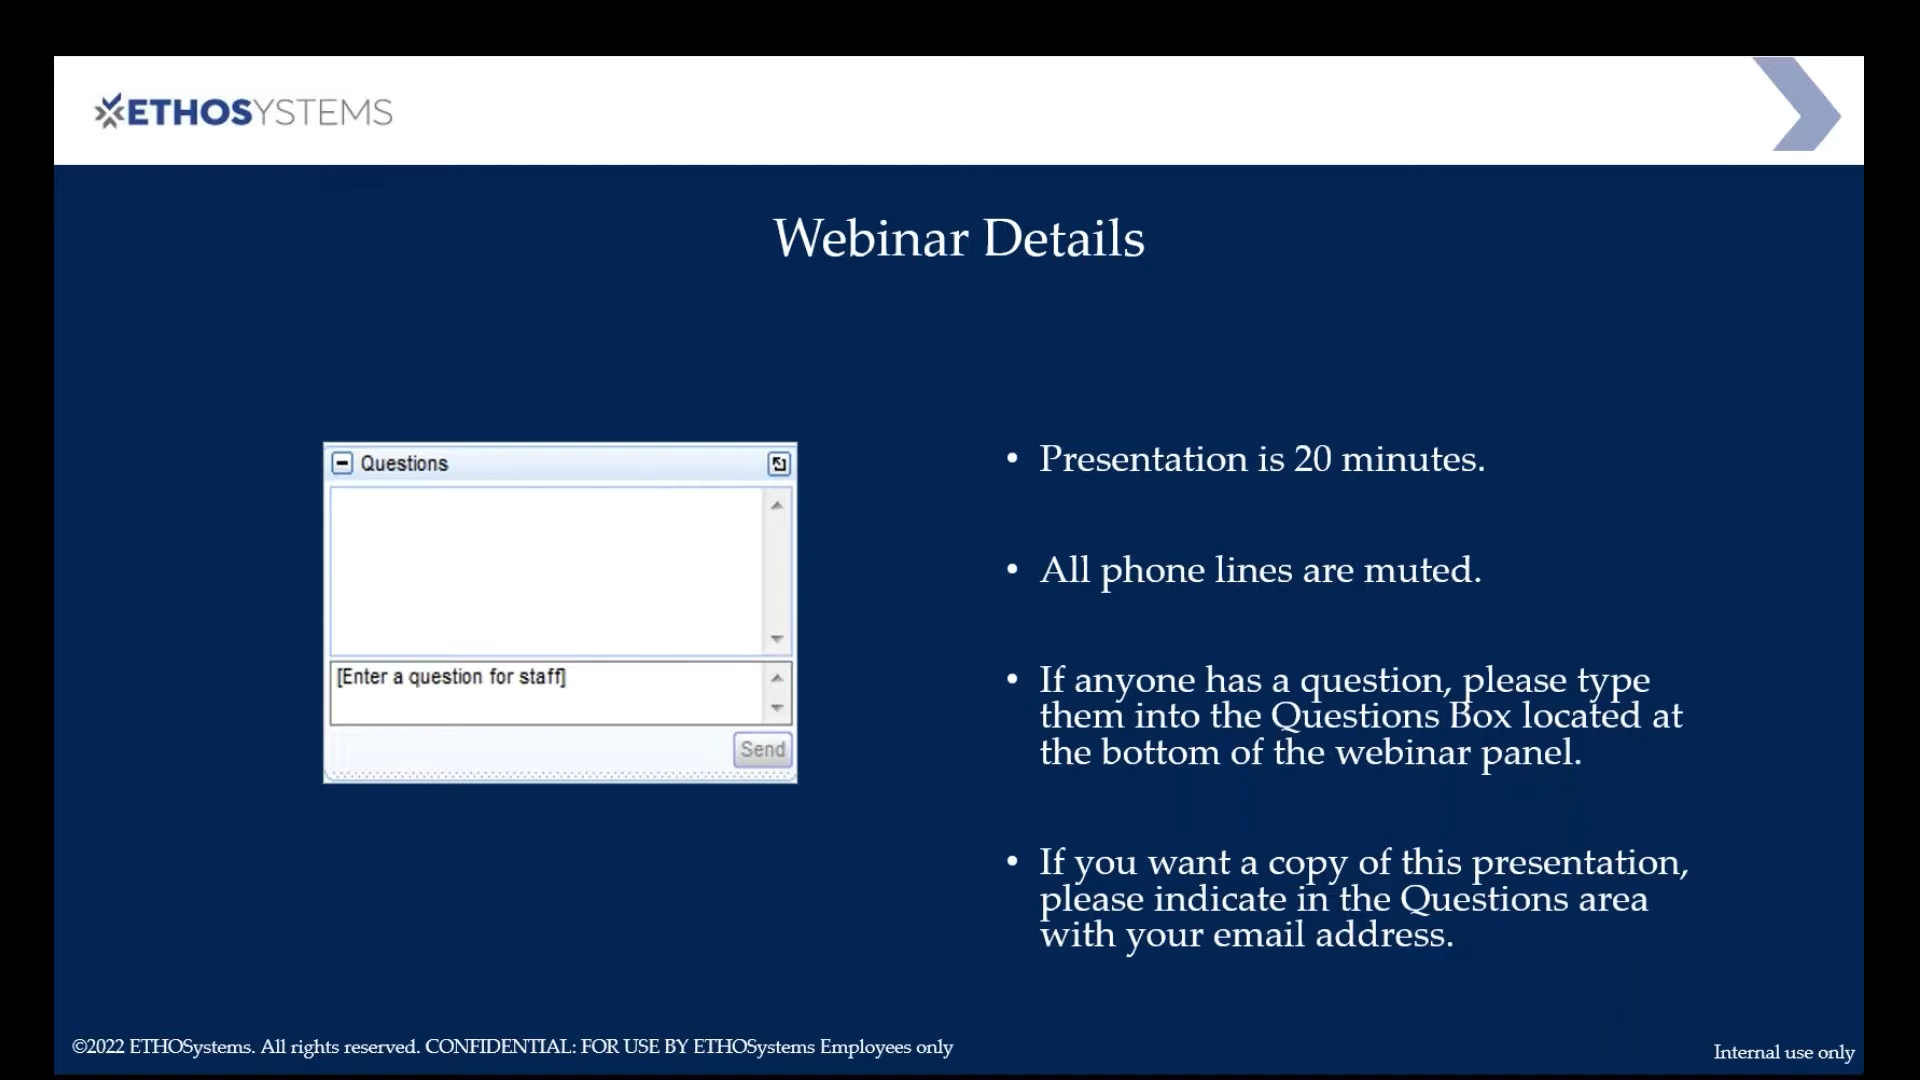 ETHOSYSTEMS
Webinar Details
Questions
[Enter a question for staff]
Send
• Presentation is 20 minutes.
• All phone lines are muted.
• If anyone has a question, please type
them into the Questions Box located at
the bottom of the webinar panel.
• If you want a copy of this presentation,
please indicate in the Questions area
with your email address.
©2022 ETHOSystems. All rights reserved. CONFIDENTIAL: FOR USE BY ETHOSystems Employees only
Internal use only